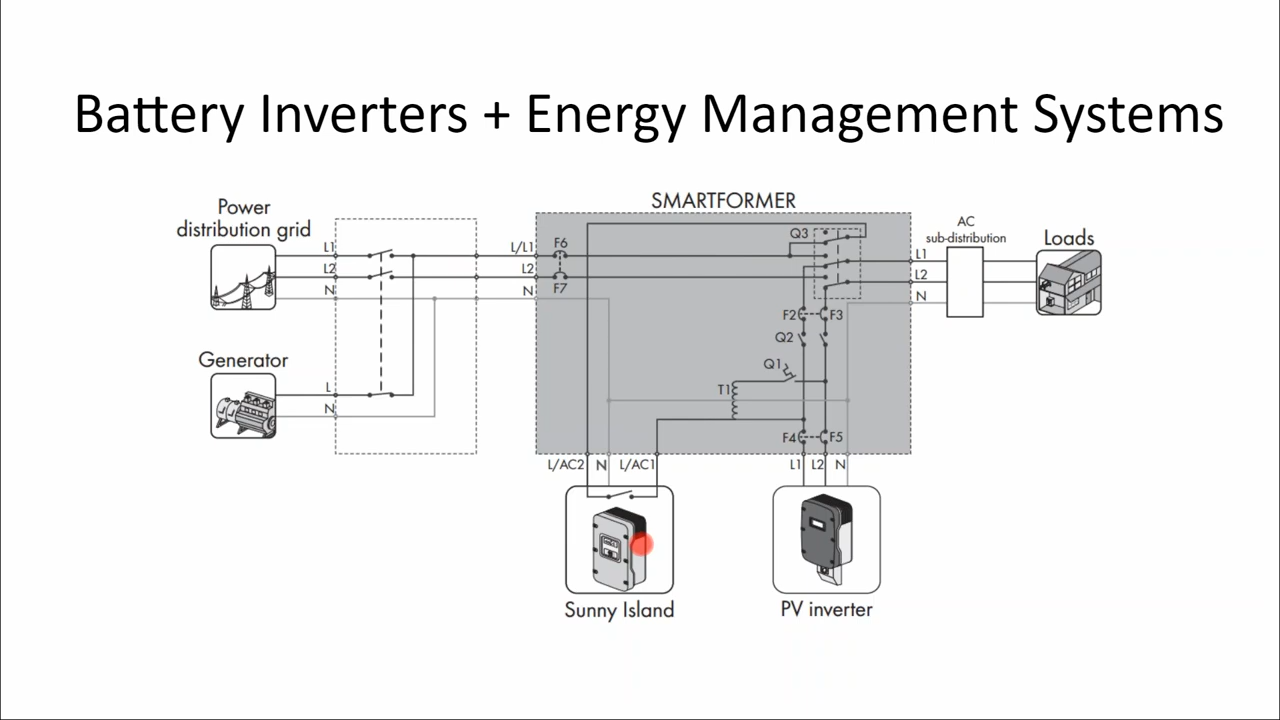 Battery Inverters + Energy Management Systems
SMARTFORMER
Power
distribution grid
L1
L2
N
L/L1
L2
N
F6
F7
Q3
AC
sub-distribution
Loads
L1
L2
N
F2
F3
Q2
Q1
T1
Generator
L
N
F4
F5
L/AC2
N
L/AC1
L1
L2
N
Sunny Island
PV inverter